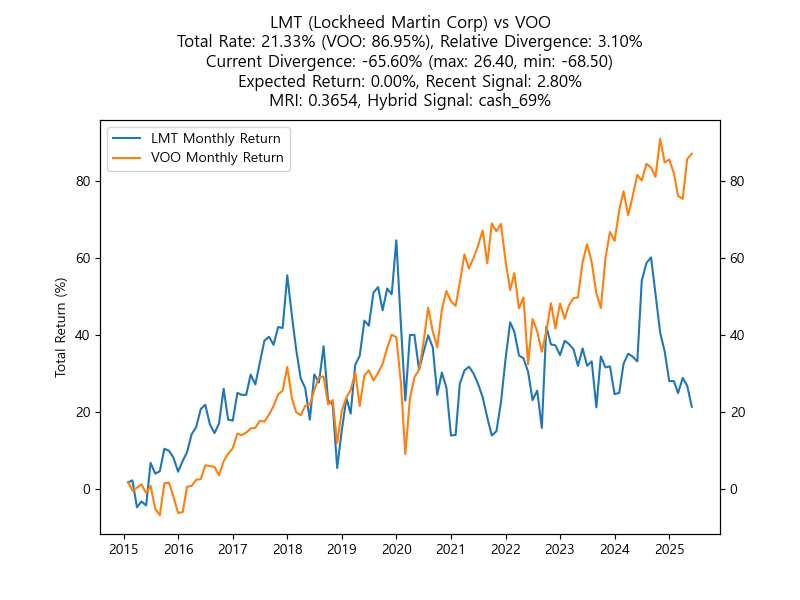 LMT (Lockheed Martin Corp) vs VOO
Total Rate: 21.33% (VOO: 86.95%), Relative Divergence: 3.10%
Current Divergence: -65.60% (max: 26.40, min: -68.50)
Expected Return: 0.00%, Recent Signal: 2.80%
MRI: 0.3654, Hybrid Signal: cash_69%
LMT Monthly Return
VOO Monthly Return
Total Return (%)
80 80
60 60
40 40
20 20
0 0
2015 2016 2017 2018 2019 2020 2021 2022 2023 2024 2025